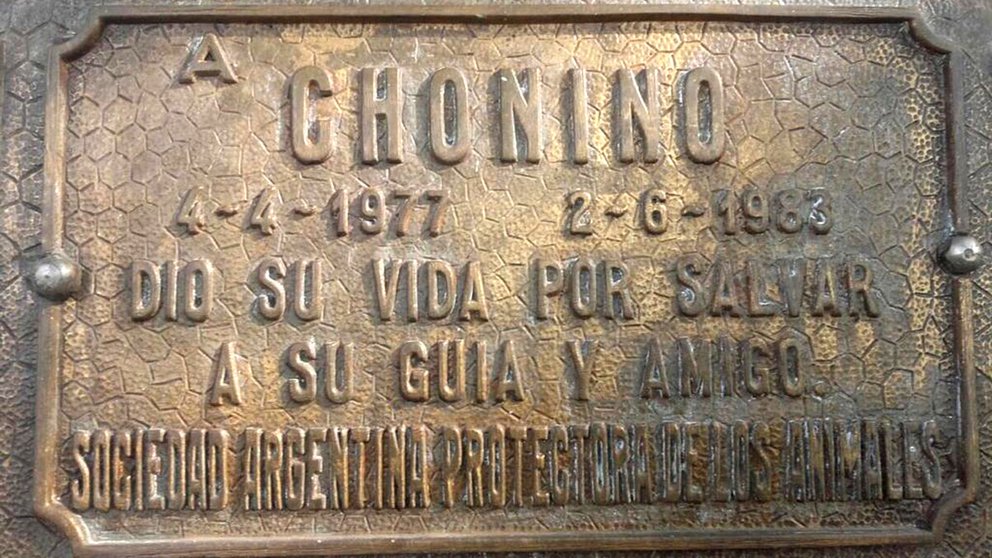 A CHONINO
4-4-1977 2-6-1983
DIO SU VIDA POR SALVAR
A SU GUIA Y AMIGO.
SOCIEDAD ARGENTINA PROTECTORA DE LOS ANIMALES